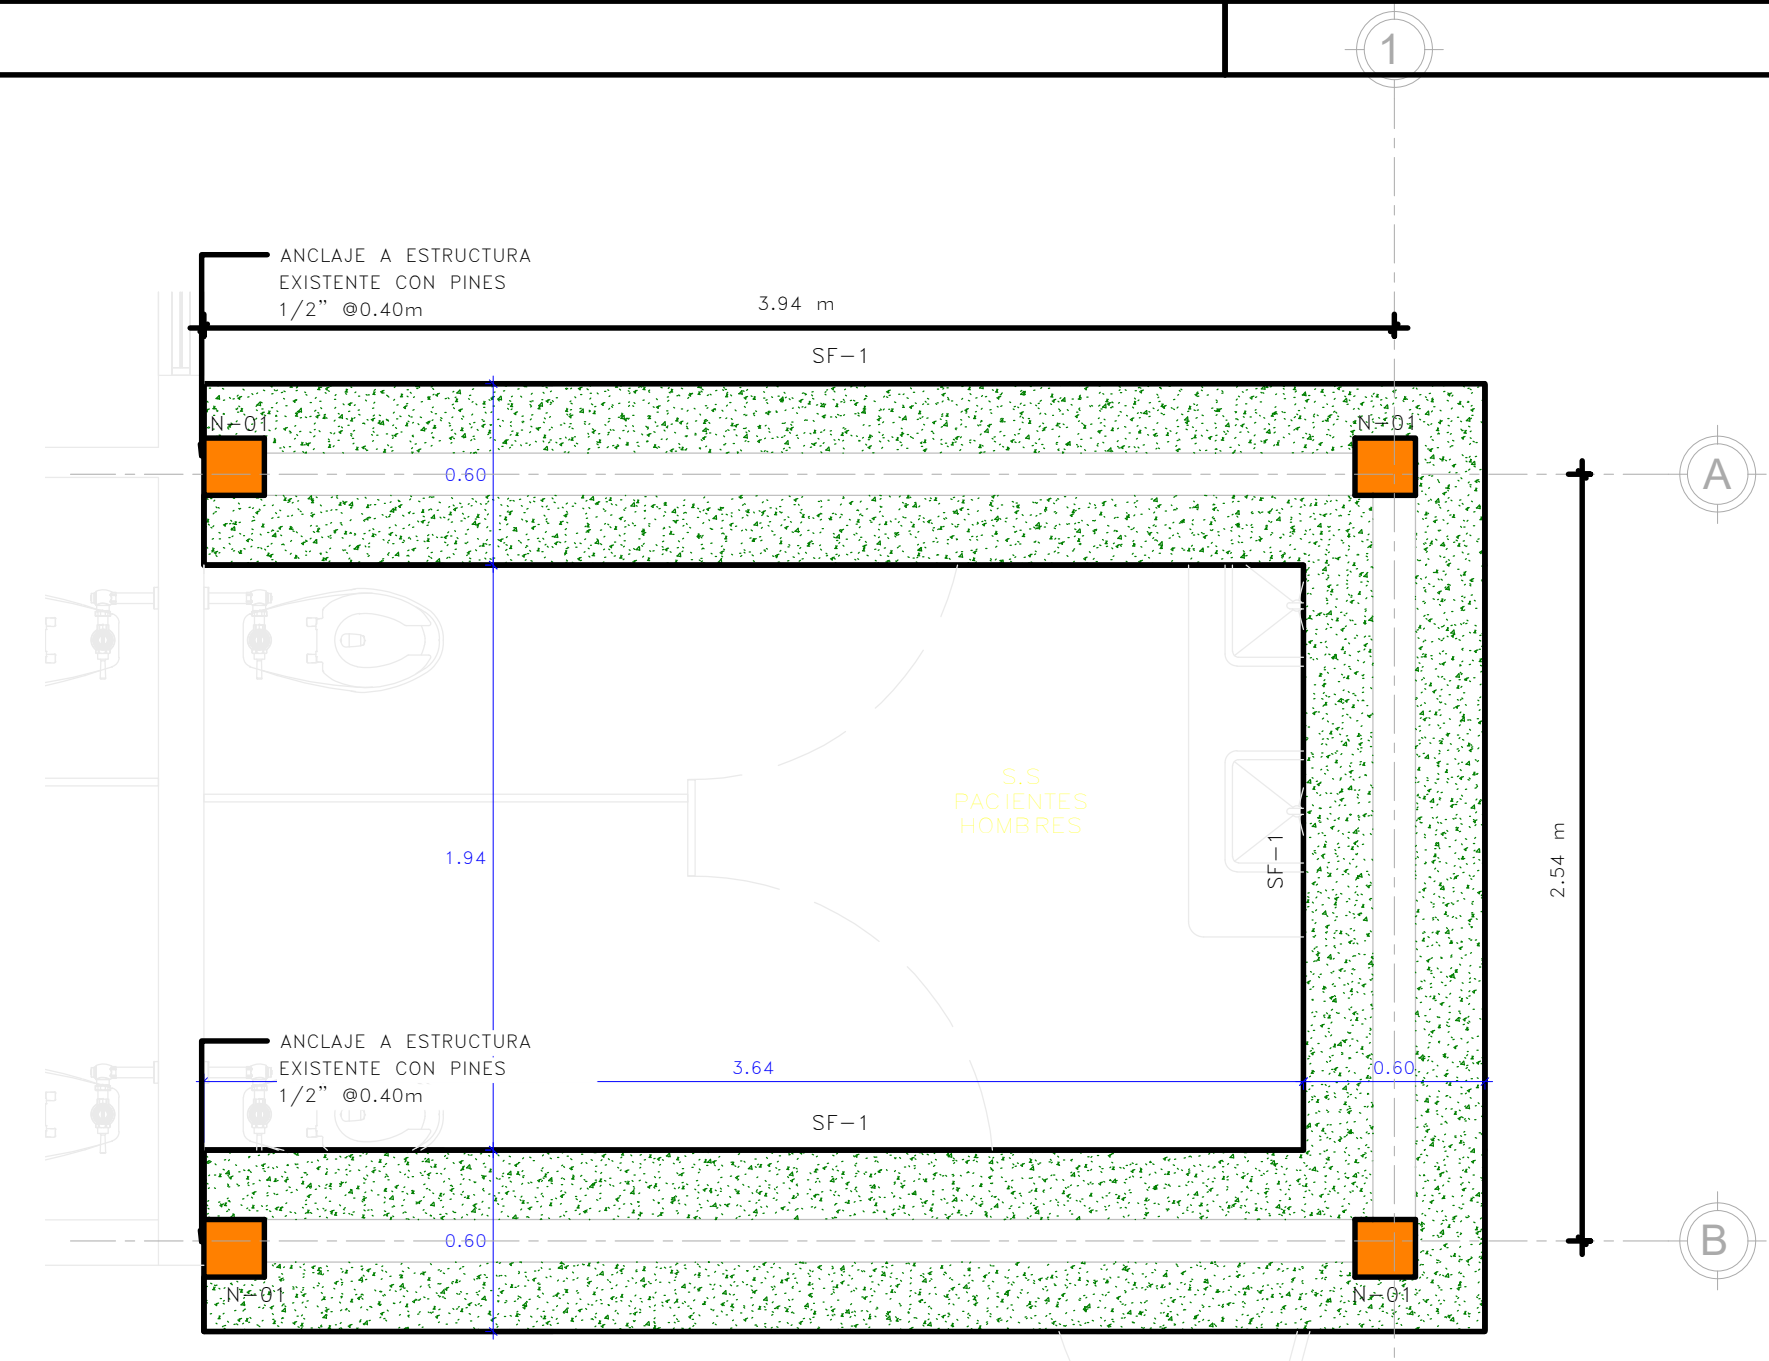 1
ANCLAJE A ESTRUCTURA
EXISTENTE CON PINES
1/2" @0.40m
3.94 m
SF-1
N-01
N-01
0.60
A
S.S
PACIENTES
HOMBRES
1.94
SF-1
2.54 m
ANCLAJE A ESTRUCTURA
EXISTENTE CON PINES
1/2" @0.40m
3.64
0.60
SF-1
0.60
B
N-01
N-01